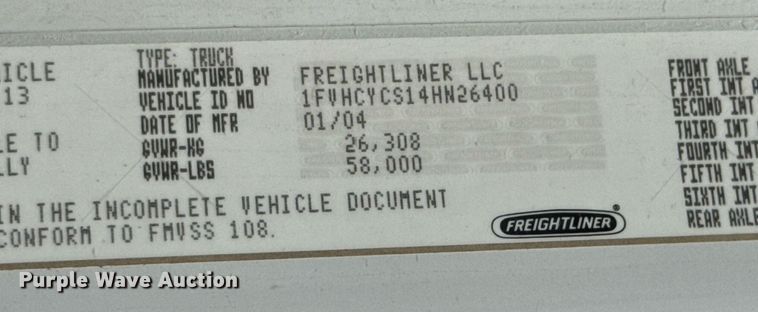 TYPE: TRUCK
ICLE MANUFACTURED BY FREIGHTLINER LLC FRONT AXLE
13 VEHICLE ID NO 1FVHCYCS14HN26400 FIRST INT A
DATE OF MFR 01/04 SECOND INT
LE TO GVWR-KG 26,308 THIRD INT
LLY GVWR-LBS 58,000 FOURTH INT
FIFTH INT
IN THE INCOMPLETE VEHICLE DOCUMENT SIXTH INT
CONFORM TO FMVSS 108. FREIGHTLINER® REAR AXLE
Purple Wave Auction